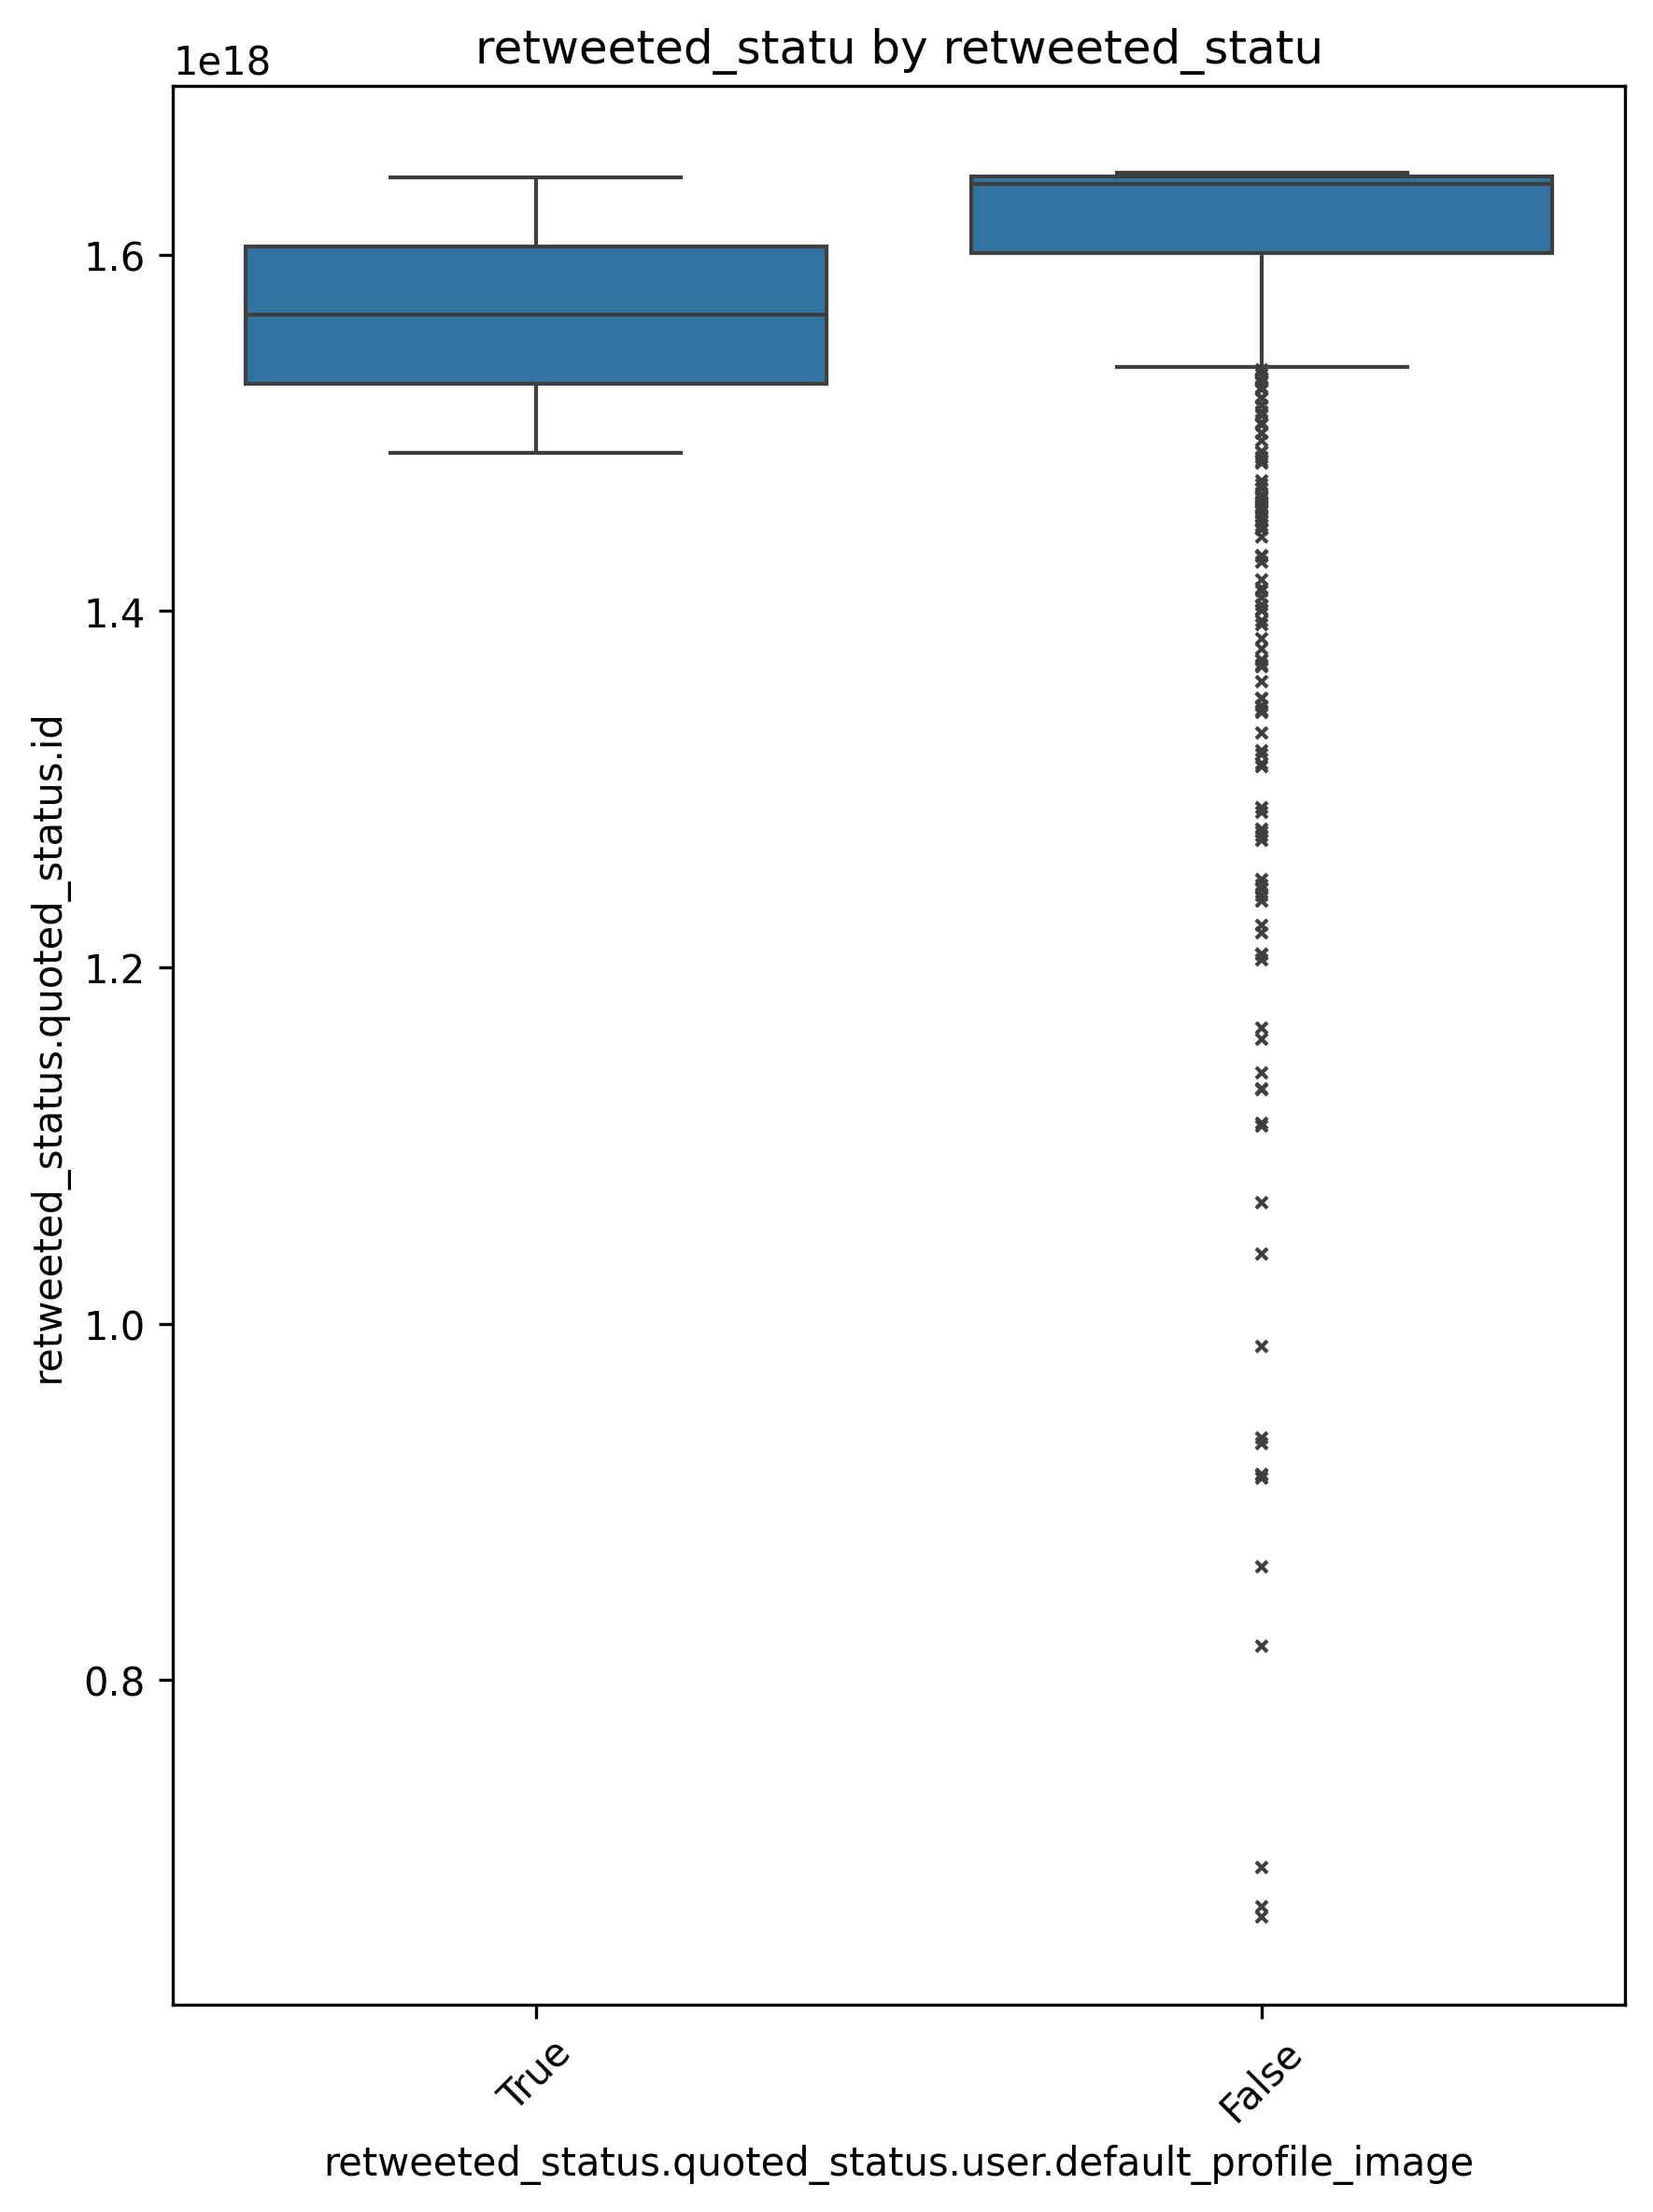 retweeted_statu by retweeted_statu
1e18
1.6
1.4
1.2
1.0
0.8
retweeted_status.quoted_status.id
True
False
retweeted_status.quoted_status.user.default_profile_image